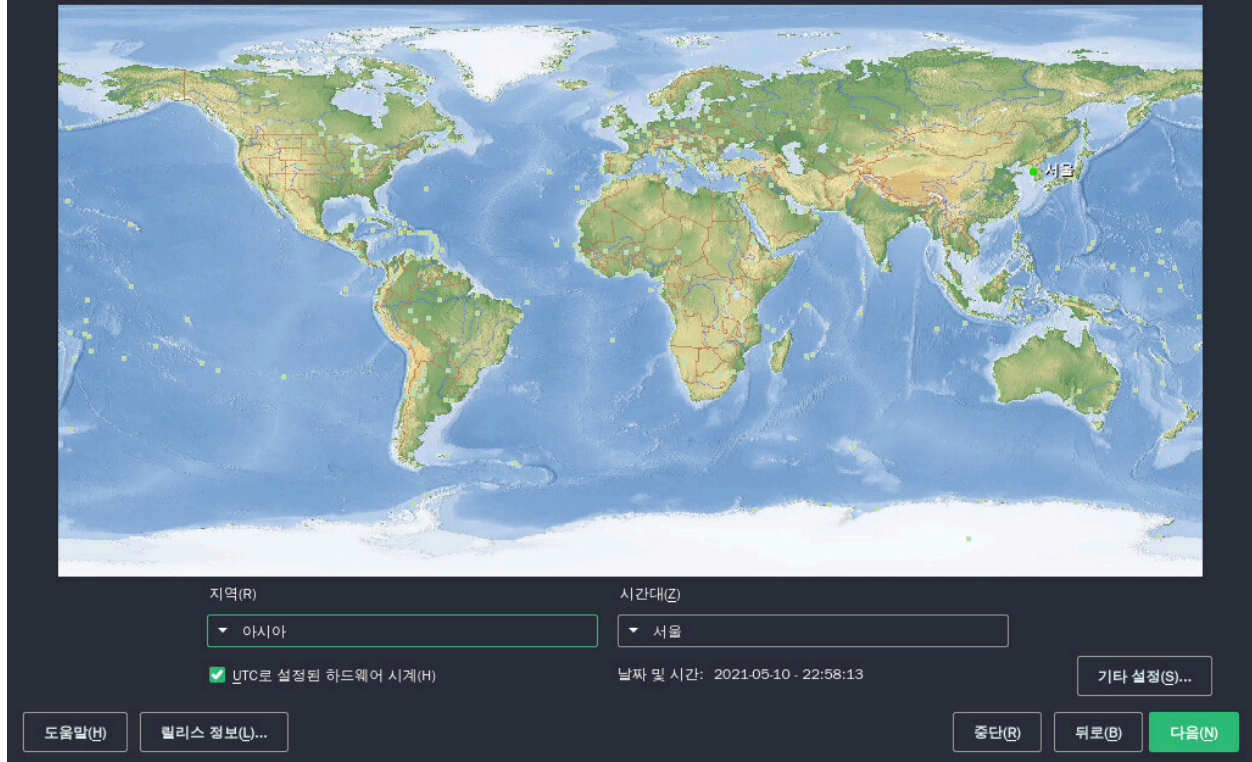 서울
지역(R)
시간대(Z)
아시아
서울
UTC로 설정된 하드웨어 시계(H)
날짜 및 시간: 2021-05-10 - 22:58:13
기타 설정(S)...
도움말(H)
릴리스 정보(L)...
중단(R)
뒤로(B)
다음(N)